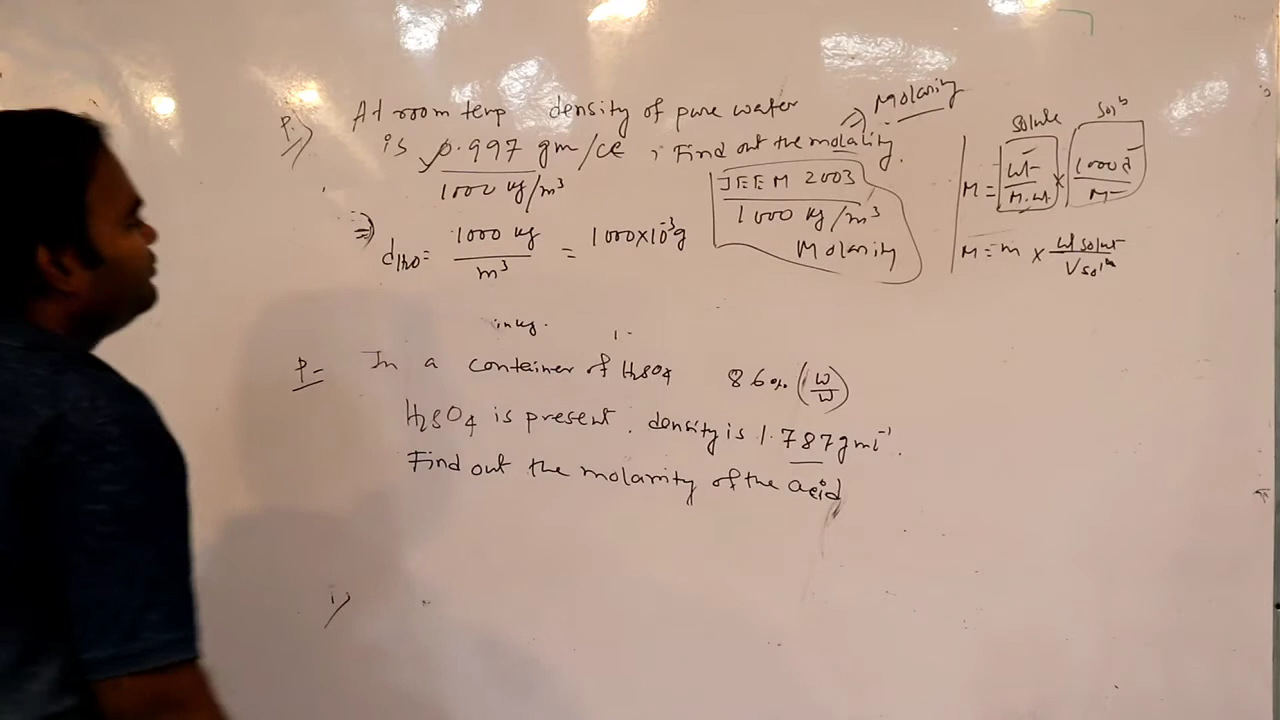 P.) At room temp density of pure water
is 0.997 gm/cc , Find out the molality. => Molarity
1000 kg/m³
JEEM 2003
1000 kg/m³
Molarity
=> dH2O = 1000 kg / m³ = 1000×10⁻³g
solute
M = wt / M.wt × 1000 /
M = m × wt solvent / V solⁿ
in kg.
P- In a container of H2SO4 86% (w/w)
H2SO4 is present. density is 1.787 g ml⁻¹.
Find out the molarity of the acid
i)